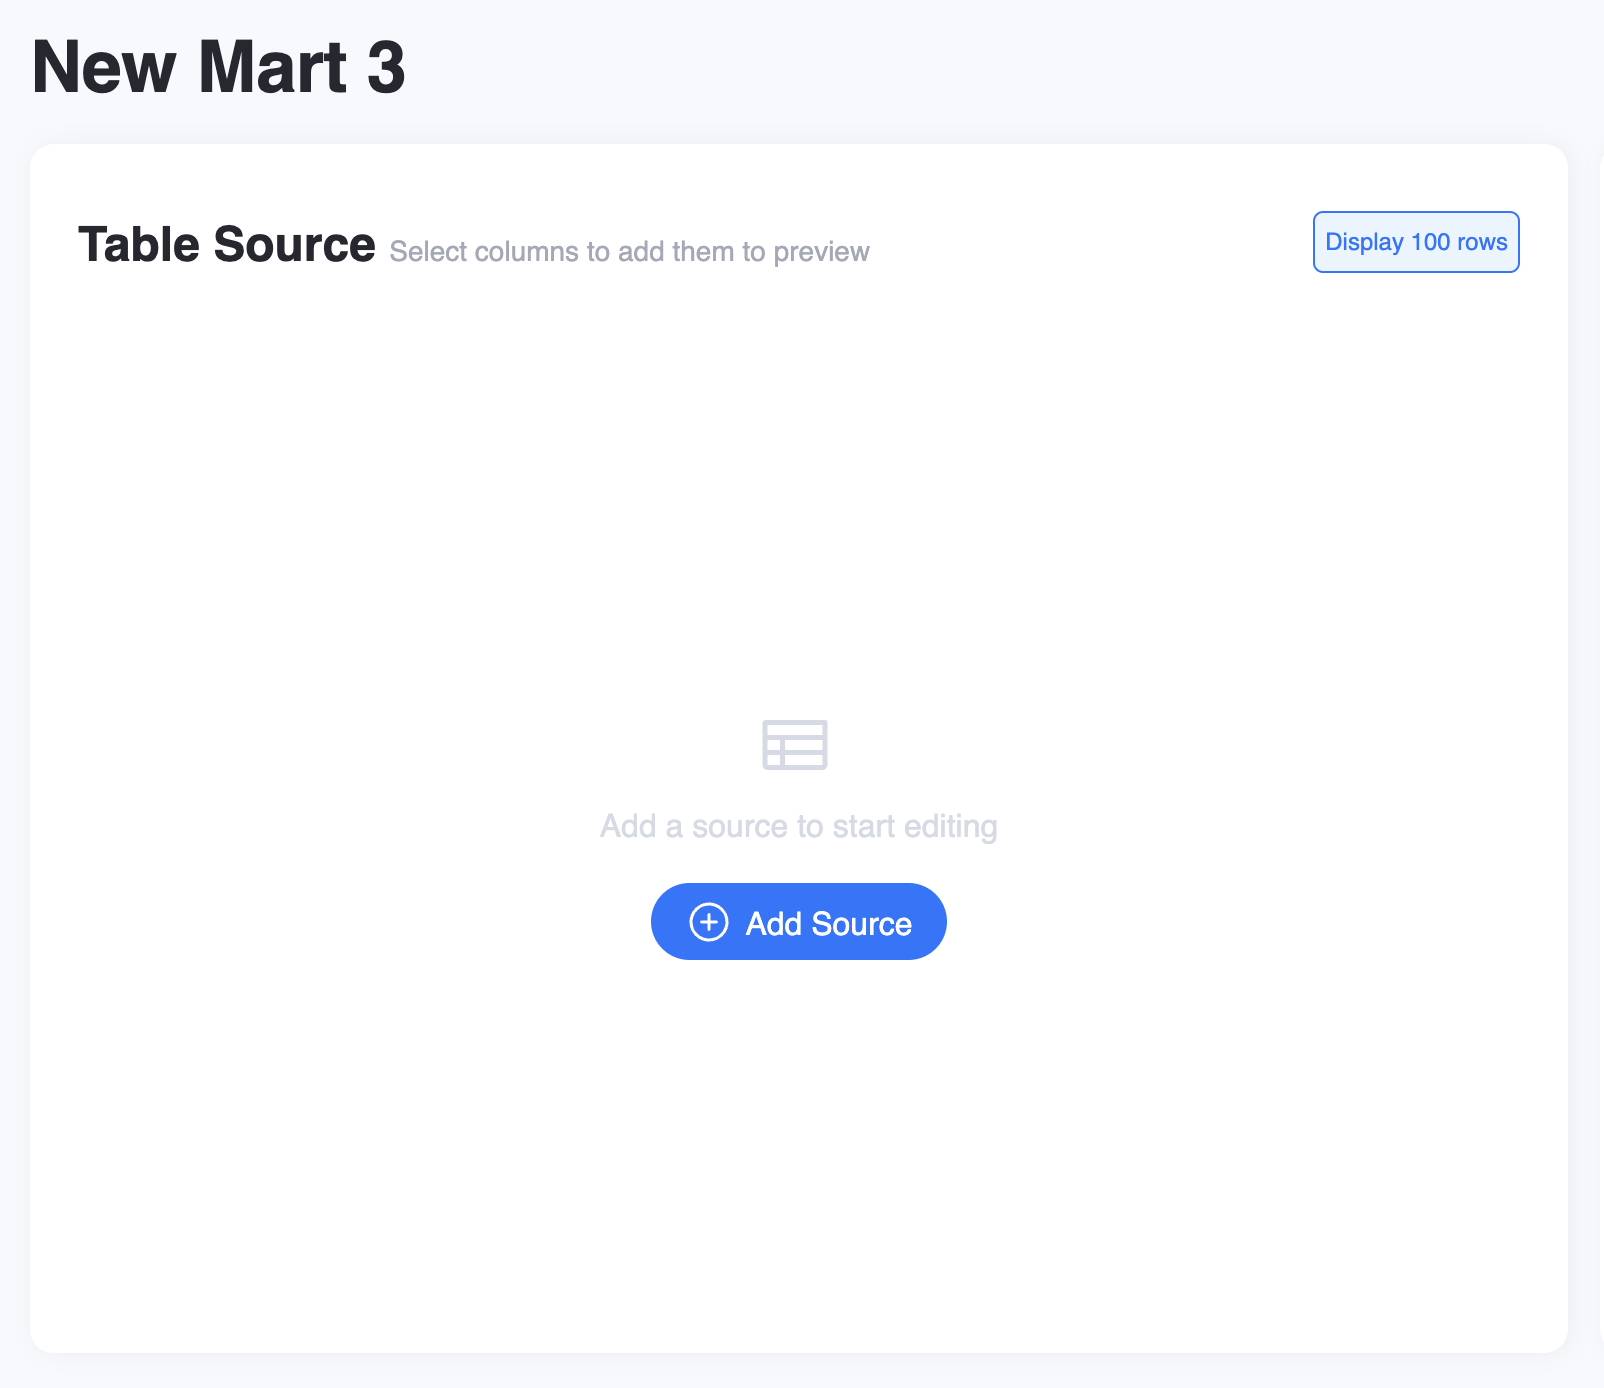 New Mart 3
Table Source Select columns to add them to preview
Display 100 rows
Add a source to start editing
Add Source